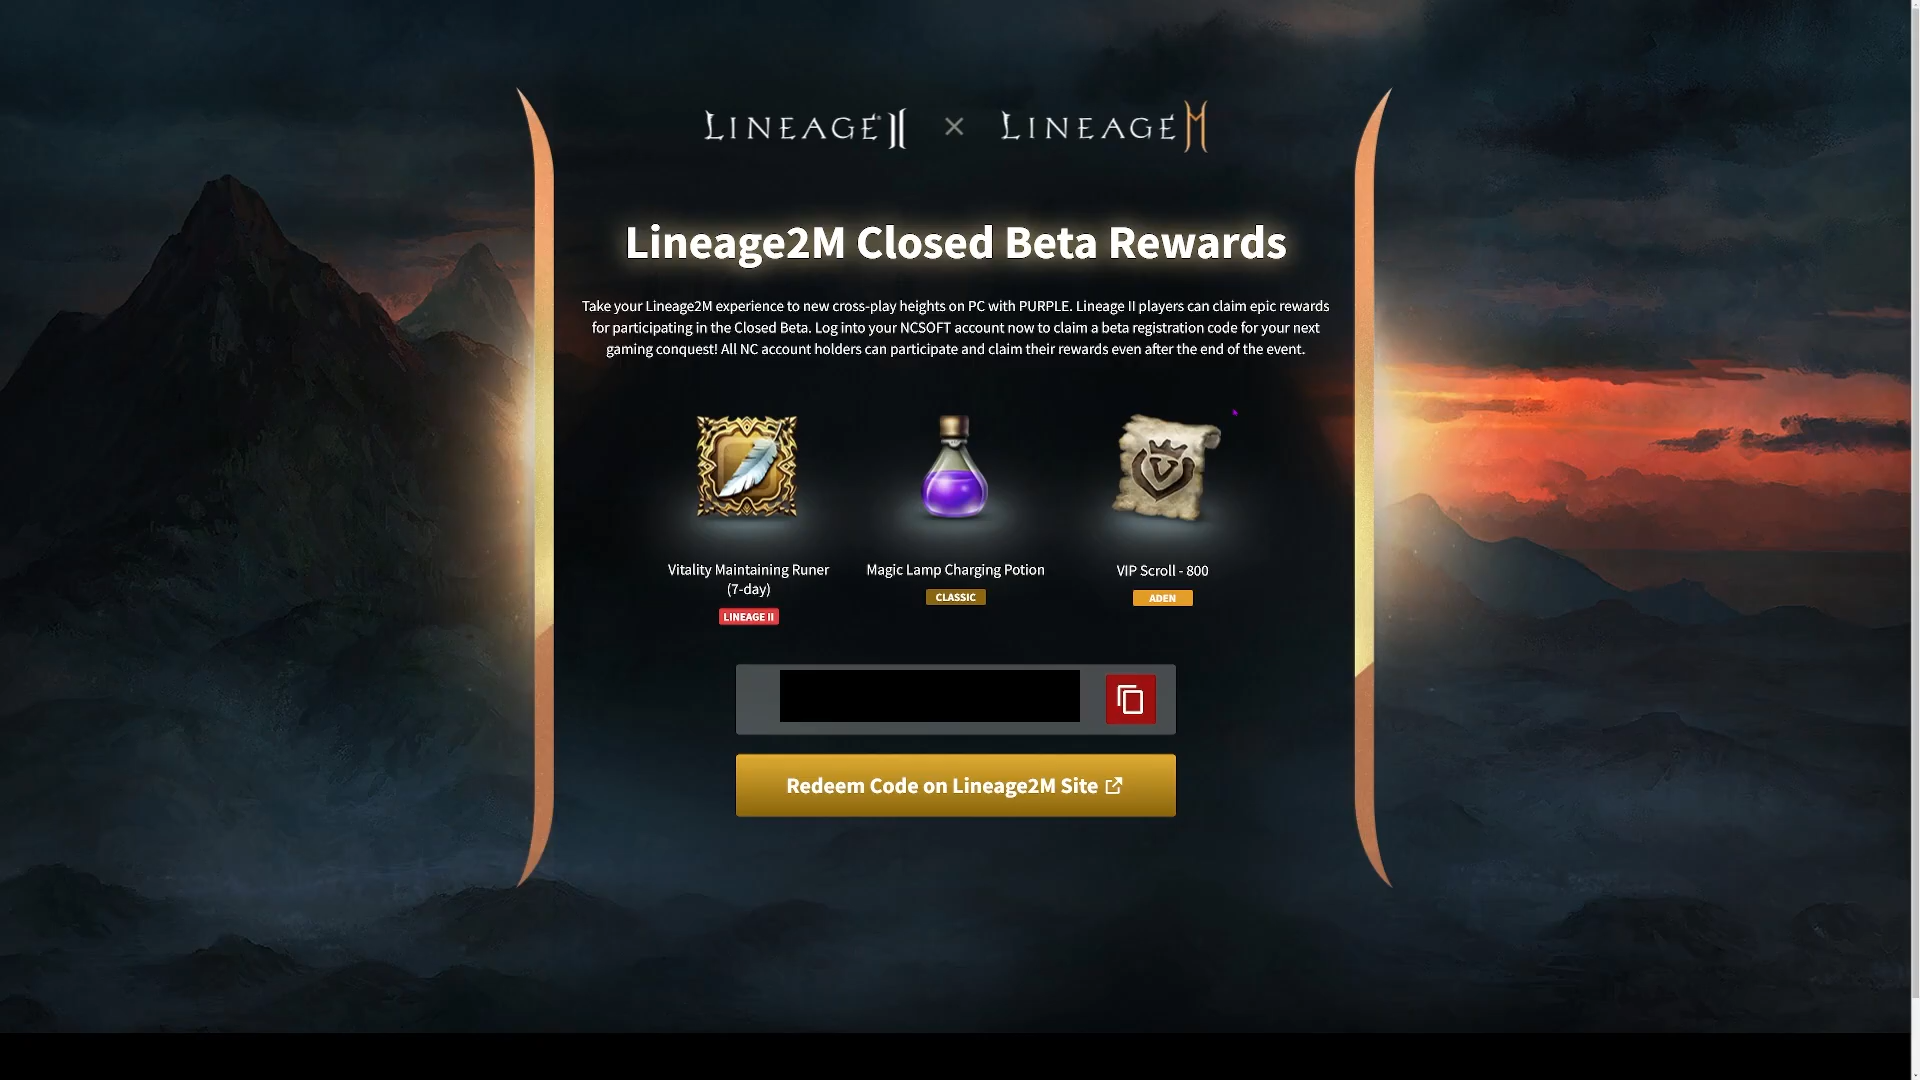 LINEAGE II × LINEAGE M
Lineage2M Closed Beta Rewards
Take your Lineage2M experience to new cross-play heights on PC with PURPLE. Lineage II players can claim epic rewards
for participating in the Closed Beta. Log into your NCSOFT account now to claim a beta registration code for your next
gaming conquest! All NC account holders can participate and claim their rewards even after the end of the event.
Vitality Maintaining Runer
(7-day)
LINEAGE II
Magic Lamp Charging Potion
CLASSIC
VIP Scroll - 800
ADEN
Redeem Code on Lineage2M Site